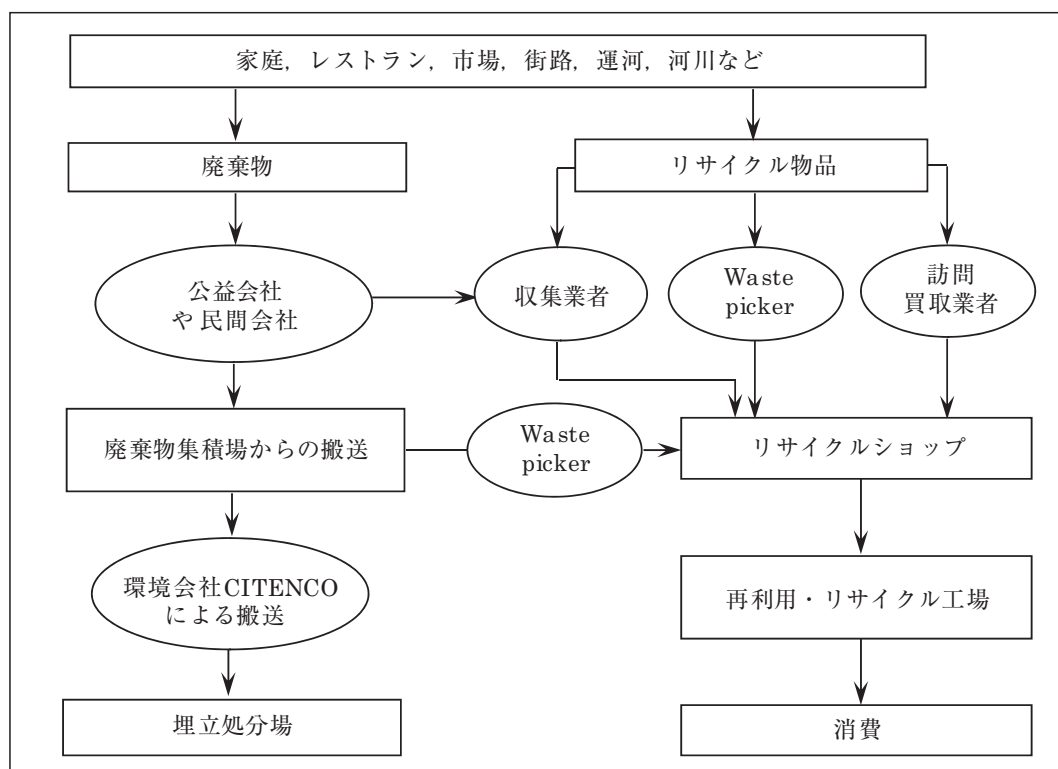 家庭，レストラン，市場，街路，運河，河川など
廃棄物
リサイクル物品
公益会社
や民間会社
収集業者
Waste
picker
訪問
買取業者
廃棄物集積場からの搬送
Waste
picker
リサイクルショップ
環境会社CITENCO
による搬送
再利用・リサイクル工場
埋立処分場
消費